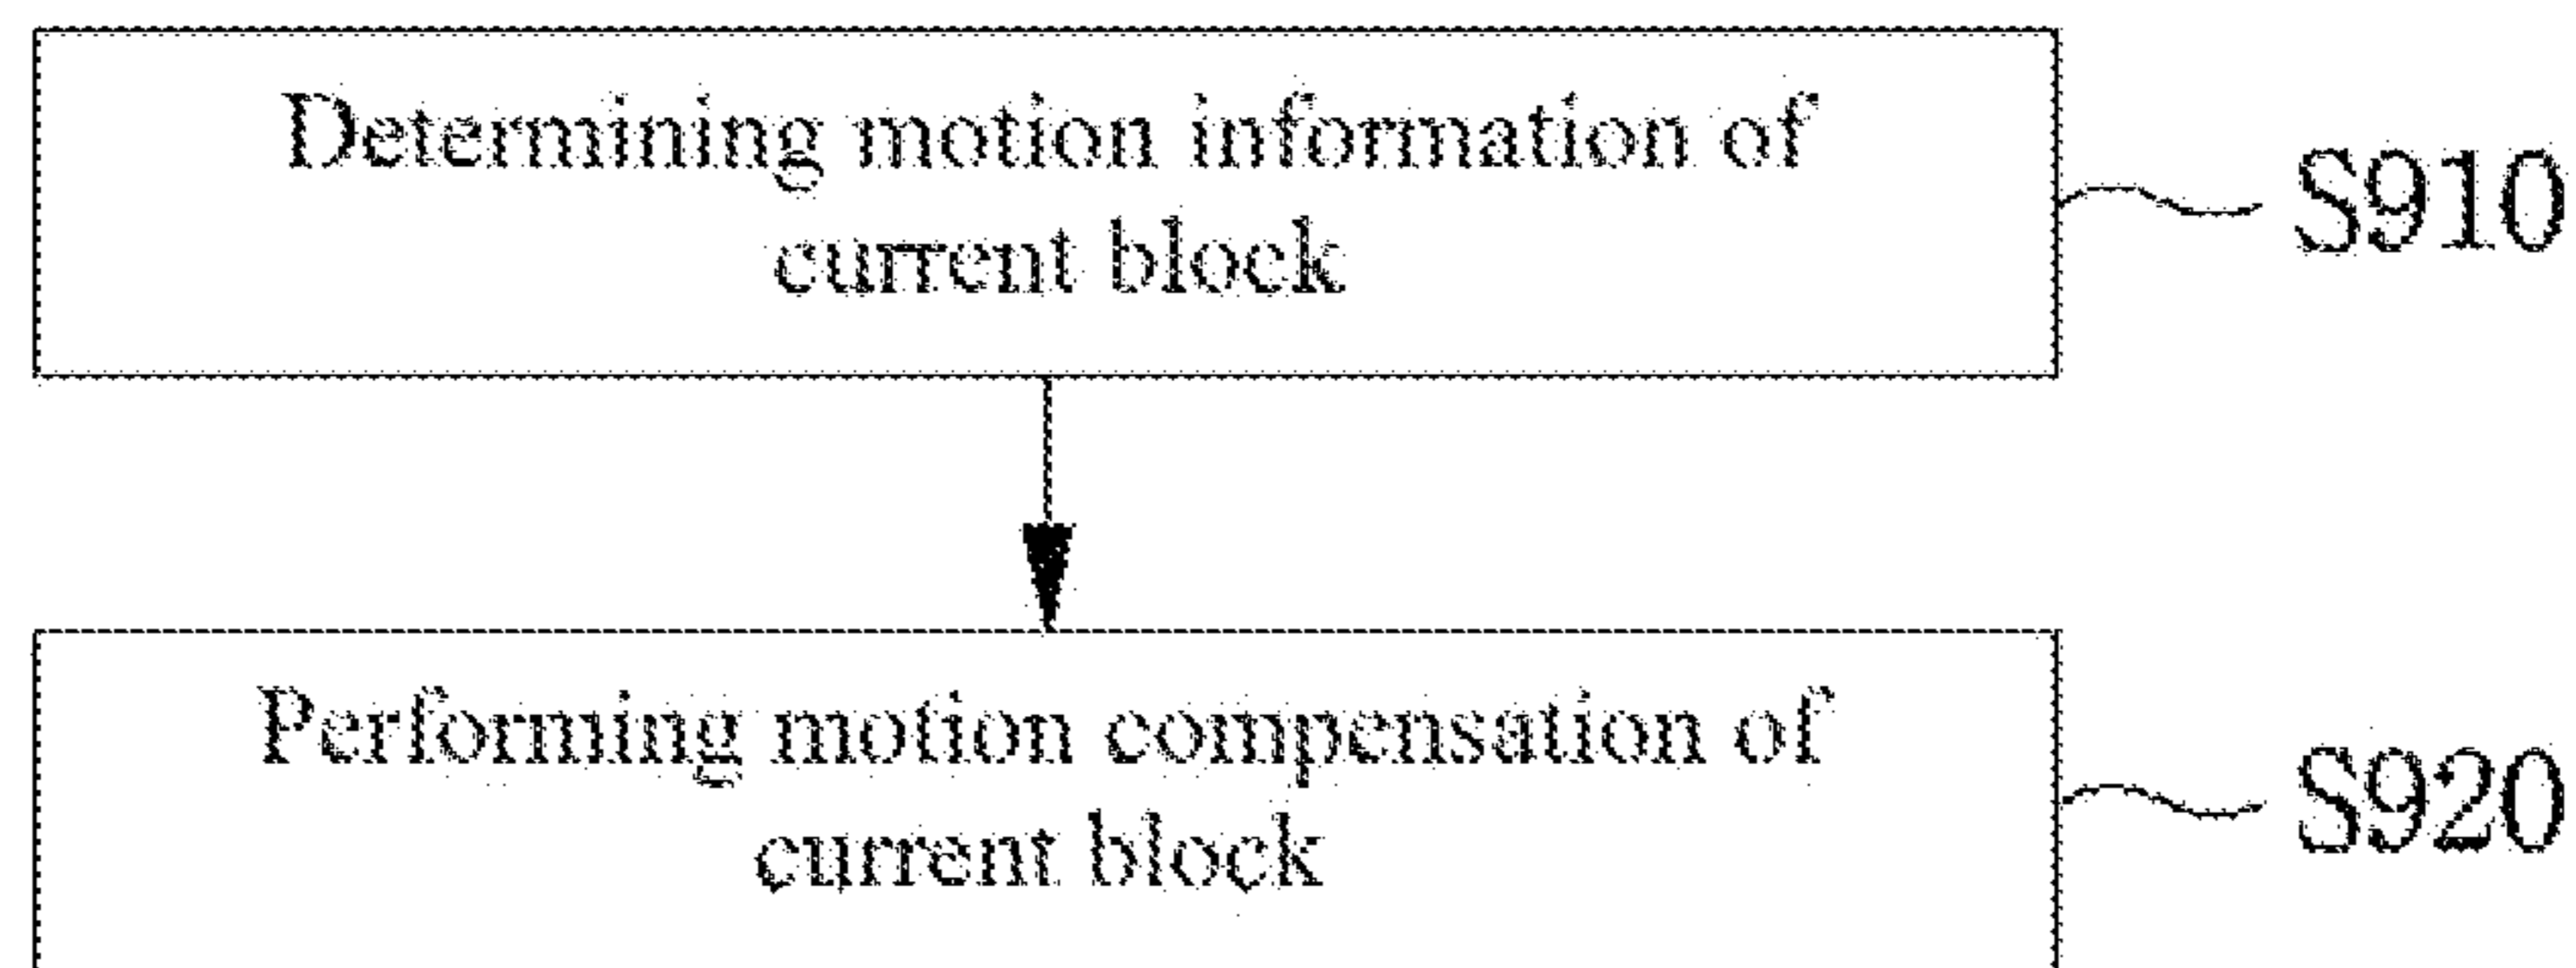 Determining motion information of
current block
S910
Performing motion compensation of
current block
S920